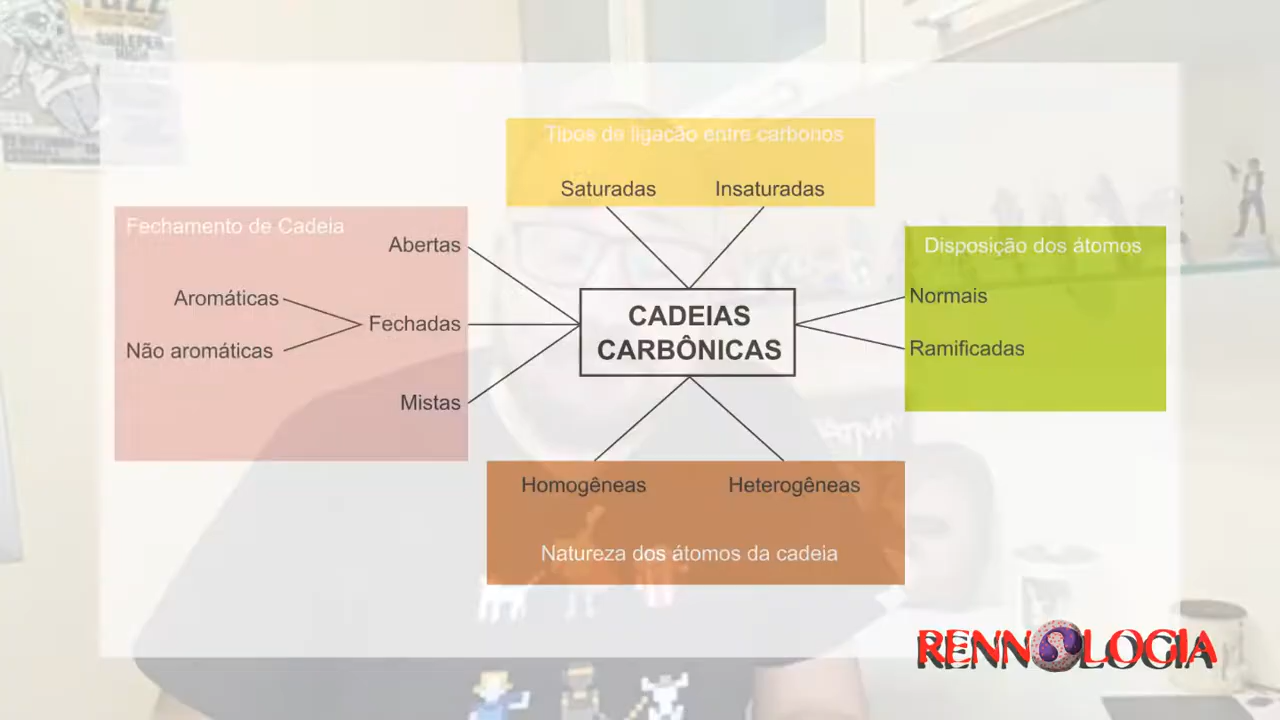 Tipos de ligação entre carbonos
Saturadas Insaturadas
Fechamento de Cadeia
Abertas
Aromáticas
Fechadas
Não aromáticas
Mistas
CADEIAS
CARBÔNICAS
Disposição dos átomos
Normais
Ramificadas
Homogêneas Heterogêneas
Natureza dos átomos da cadeia
RENNOLOGIA